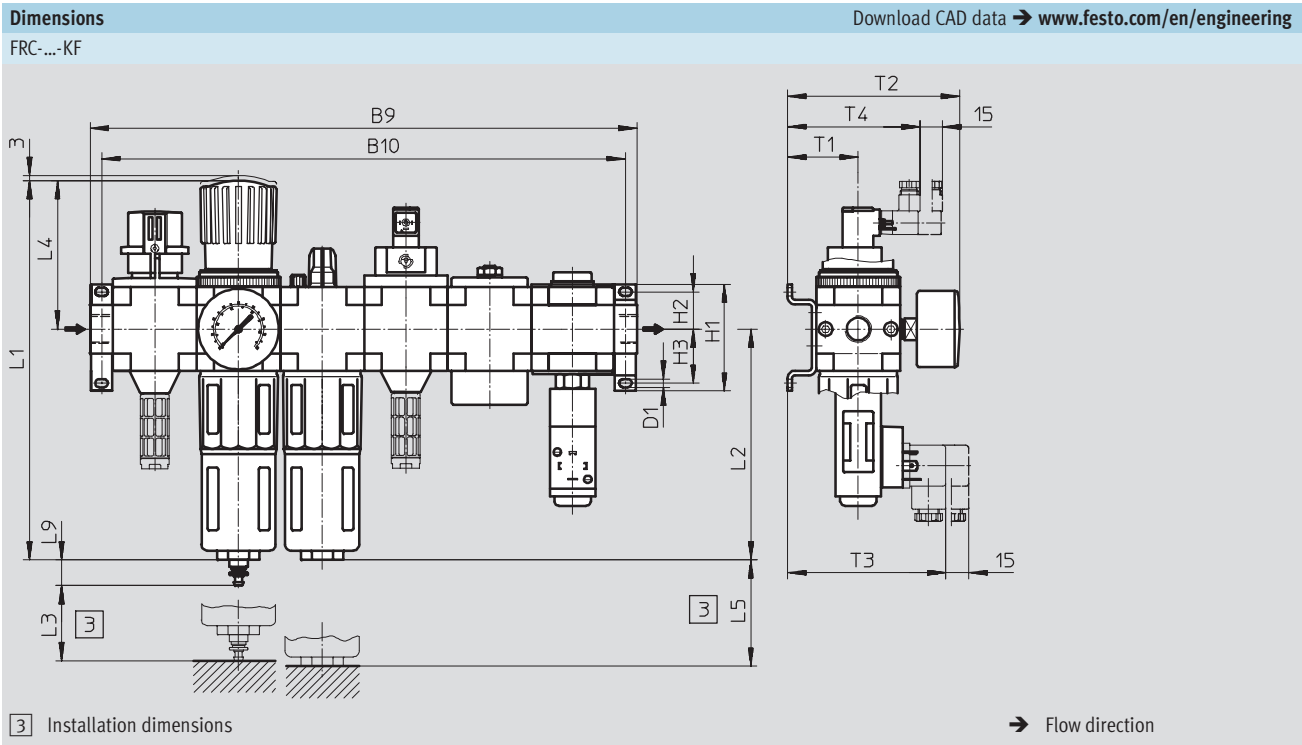 Dimensions
Download CAD data ➔ www.festo.com/en/engineering
FRC-...-KF
T2
B9
T4
15
B10
T1
3
L4
H2
H1
L1
H3
D1
L2
L9
T3
15
L3
3
3
L5
3 Installation dimensions
➔ Flow direction